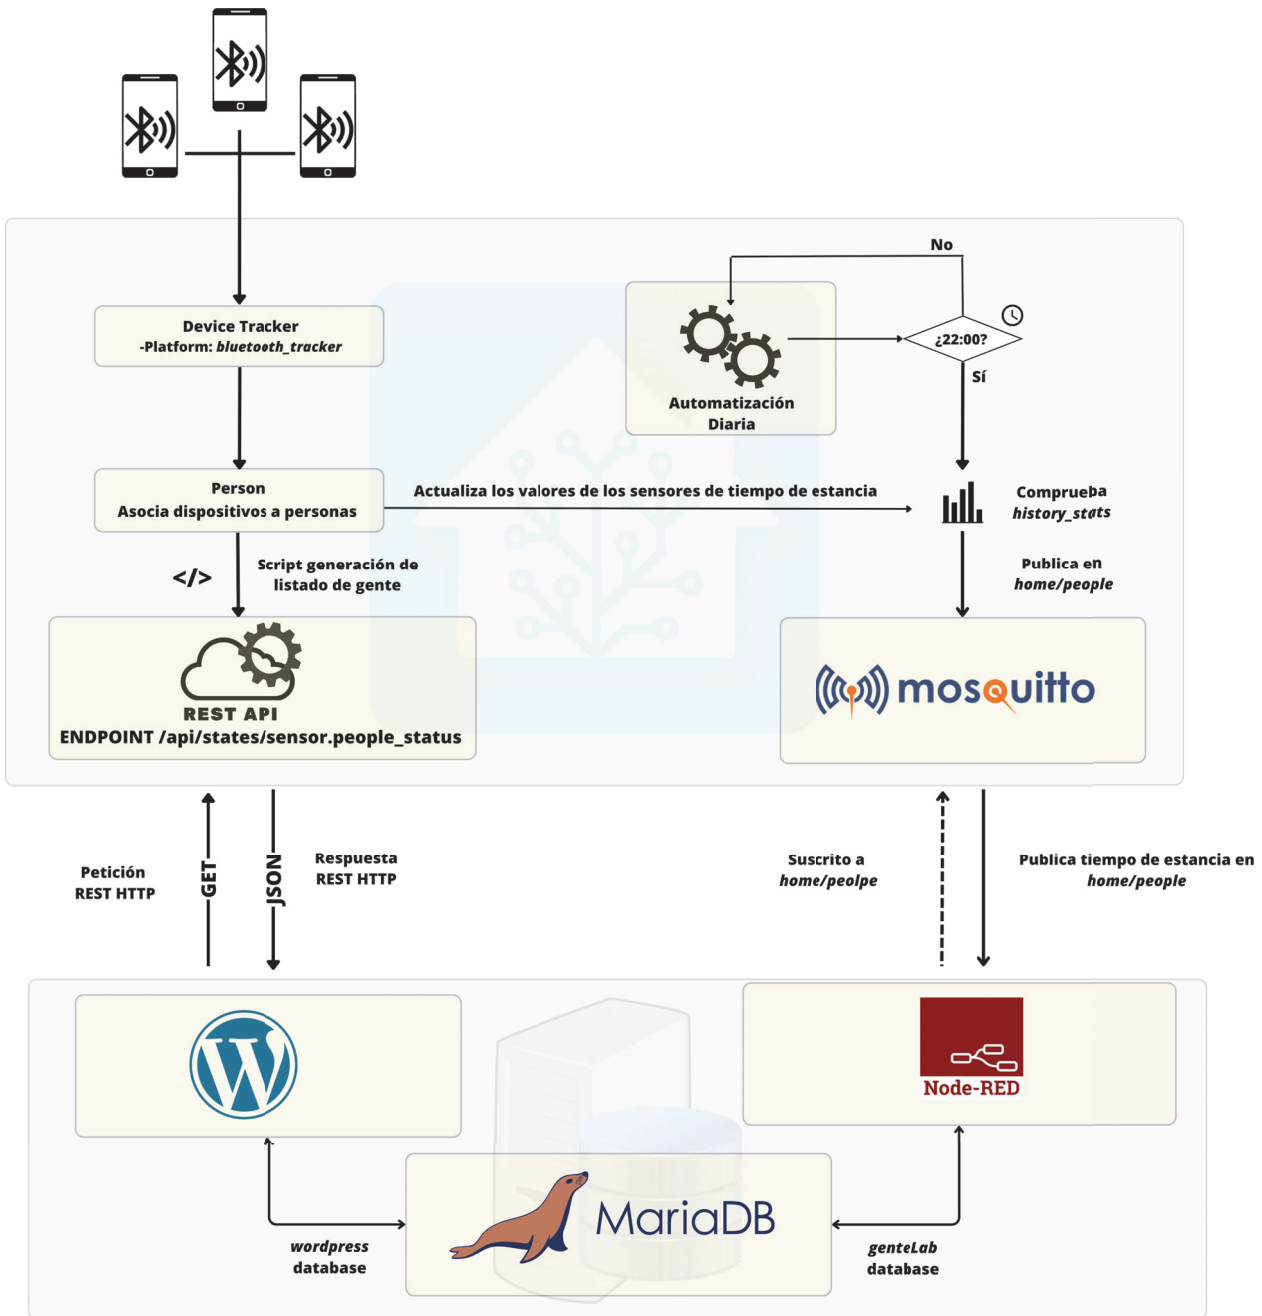 No
Device Tracker
-Platform: bluetooth_tracker
¿22:00?
Sí
Automatización
Diaria
Person
Asocia dispositivos a personas
Actualiza los valores de los sensores de tiempo de estancia
Comprueba
history_stats
</>
Script generación de
listado de gente
Publica en
home/people
REST API
ENDPOINT /api/states/sensor.people_status
mosquitto
Petición
REST HTTP
GET
JSON
Respuesta
REST HTTP
Suscrito a
home/peolpe
Publica tiempo de estancia en
home/people
W
Node-RED
MariaDB
wordpress
database
genteLab
database